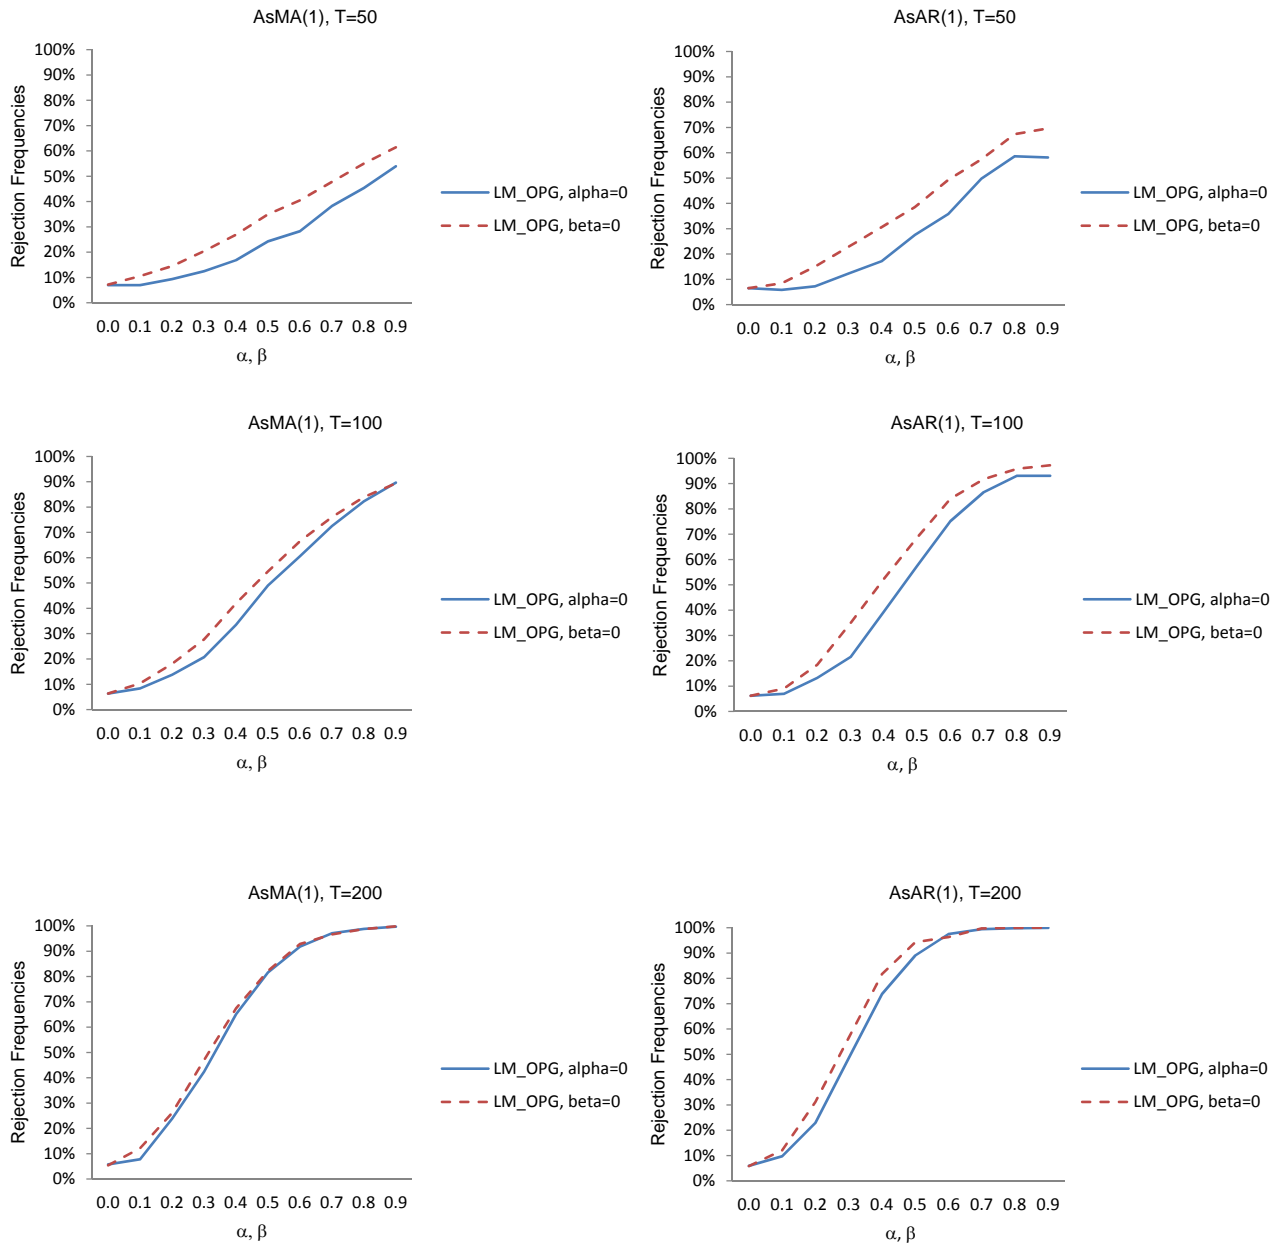 AsMA(1), T=50
100%
90%
80%
70%
60%
50%
40%
30%
20%
10%
0%
Rejection Frequencies
0.0 0.1 0.2 0.3 0.4 0.5 0.6 0.7 0.8 0.9
α, β
LM_OPG, alpha=0
LM_OPG, beta=0
AsAR(1), T=50
100%
90%
80%
70%
60%
50%
40%
30%
20%
10%
0%
Rejection Frequencies
0.0 0.1 0.2 0.3 0.4 0.5 0.6 0.7 0.8 0.9
α, β
LM_OPG, alpha=0
LM_OPG, beta=0
AsMA(1), T=100
100%
90%
80%
70%
60%
50%
40%
30%
20%
10%
0%
Rejection Frequencies
0.0 0.1 0.2 0.3 0.4 0.5 0.6 0.7 0.8 0.9
α, β
LM_OPG, alpha=0
LM_OPG, beta=0
AsAR(1), T=100
100%
90%
80%
70%
60%
50%
40%
30%
20%
10%
0%
Rejection Frequencies
0.0 0.1 0.2 0.3 0.4 0.5 0.6 0.7 0.8 0.9
α, β
LM_OPG, alpha=0
LM_OPG, beta=0
AsMA(1), T=200
100%
90%
80%
70%
60%
50%
40%
30%
20%
10%
0%
Rejection Frequencies
0.0 0.1 0.2 0.3 0.4 0.5 0.6 0.7 0.8 0.9
α, β
LM_OPG, alpha=0
LM_OPG, beta=0
AsAR(1), T=200
100%
90%
80%
70%
60%
50%
40%
30%
20%
10%
0%
Rejection Frequencies
0.0 0.1 0.2 0.3 0.4 0.5 0.6 0.7 0.8 0.9
α, β
LM_OPG, alpha=0
LM_OPG, beta=0